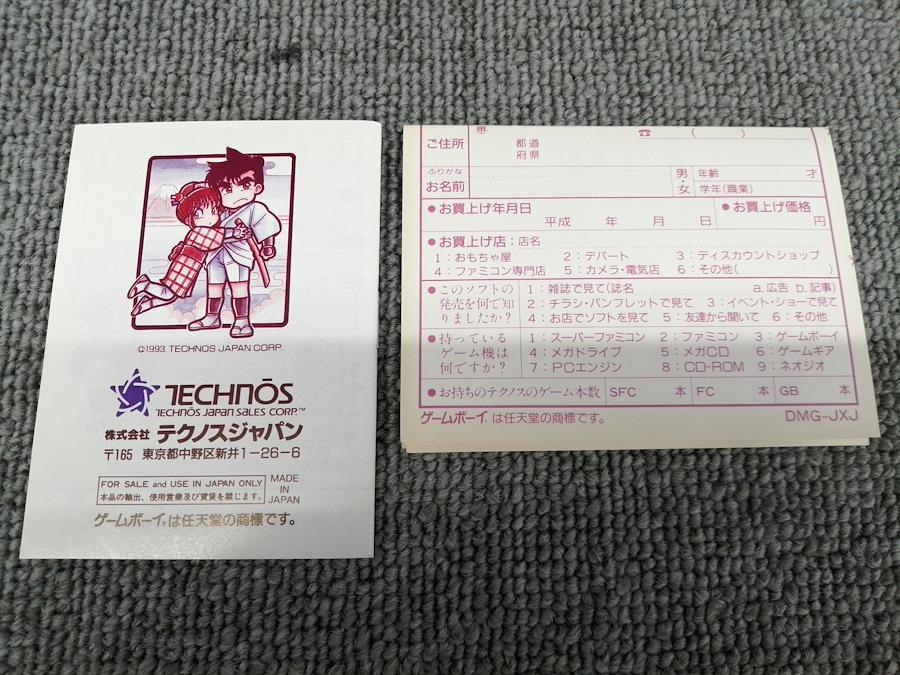 ©1993. TECHNOS JAPAN CORP.
TECHNŌS
TECHNŌS JAPAN SALES CORP.™
株式会社 テクノスジャパン
〒165 東京都中野区新井1-26-6
FOR SALE and USE IN JAPAN ONLY
本品の輸出、使用営業及び賃貸を禁じます。
MADE IN JAPAN
ゲームボーイ®は任天堂の商標です。
ご住所 〒 都道府県 ☎ ( )
ふりがな
お名前
男・女
年齢 才
学年(職業)
●お買上げ年月日
平成 年 月 日
●お買上げ価格
円
●お買上げ店:店名
1:おもちゃ屋 2:デパート 3:ディスカウントショップ
4:ファミコン専門店 5:カメラ・電気店 6:その他( )
●このソフトの発売を何で知りましたか?
1:雑誌で見て(誌名 a.広告 b.記事)
2:チラシ・パンフレットで見て 3:イベント・ショーで見て
4:お店でソフトを見て 5:友達から聞いて 6:その他
●持っているゲーム機は何ですか?
1:スーパーファミコン 2:ファミコン 3:ゲームボーイ
4:メガドライブ 5:メガCD 6:ゲームギア
7:PCエンジン 8:CD-ROM 9:ネオジオ
●お持ちのテクノスのゲーム本数 SFC 本 FC 本 GB 本
ゲームボーイ®は任天堂の商標です。 DMG-JXJ